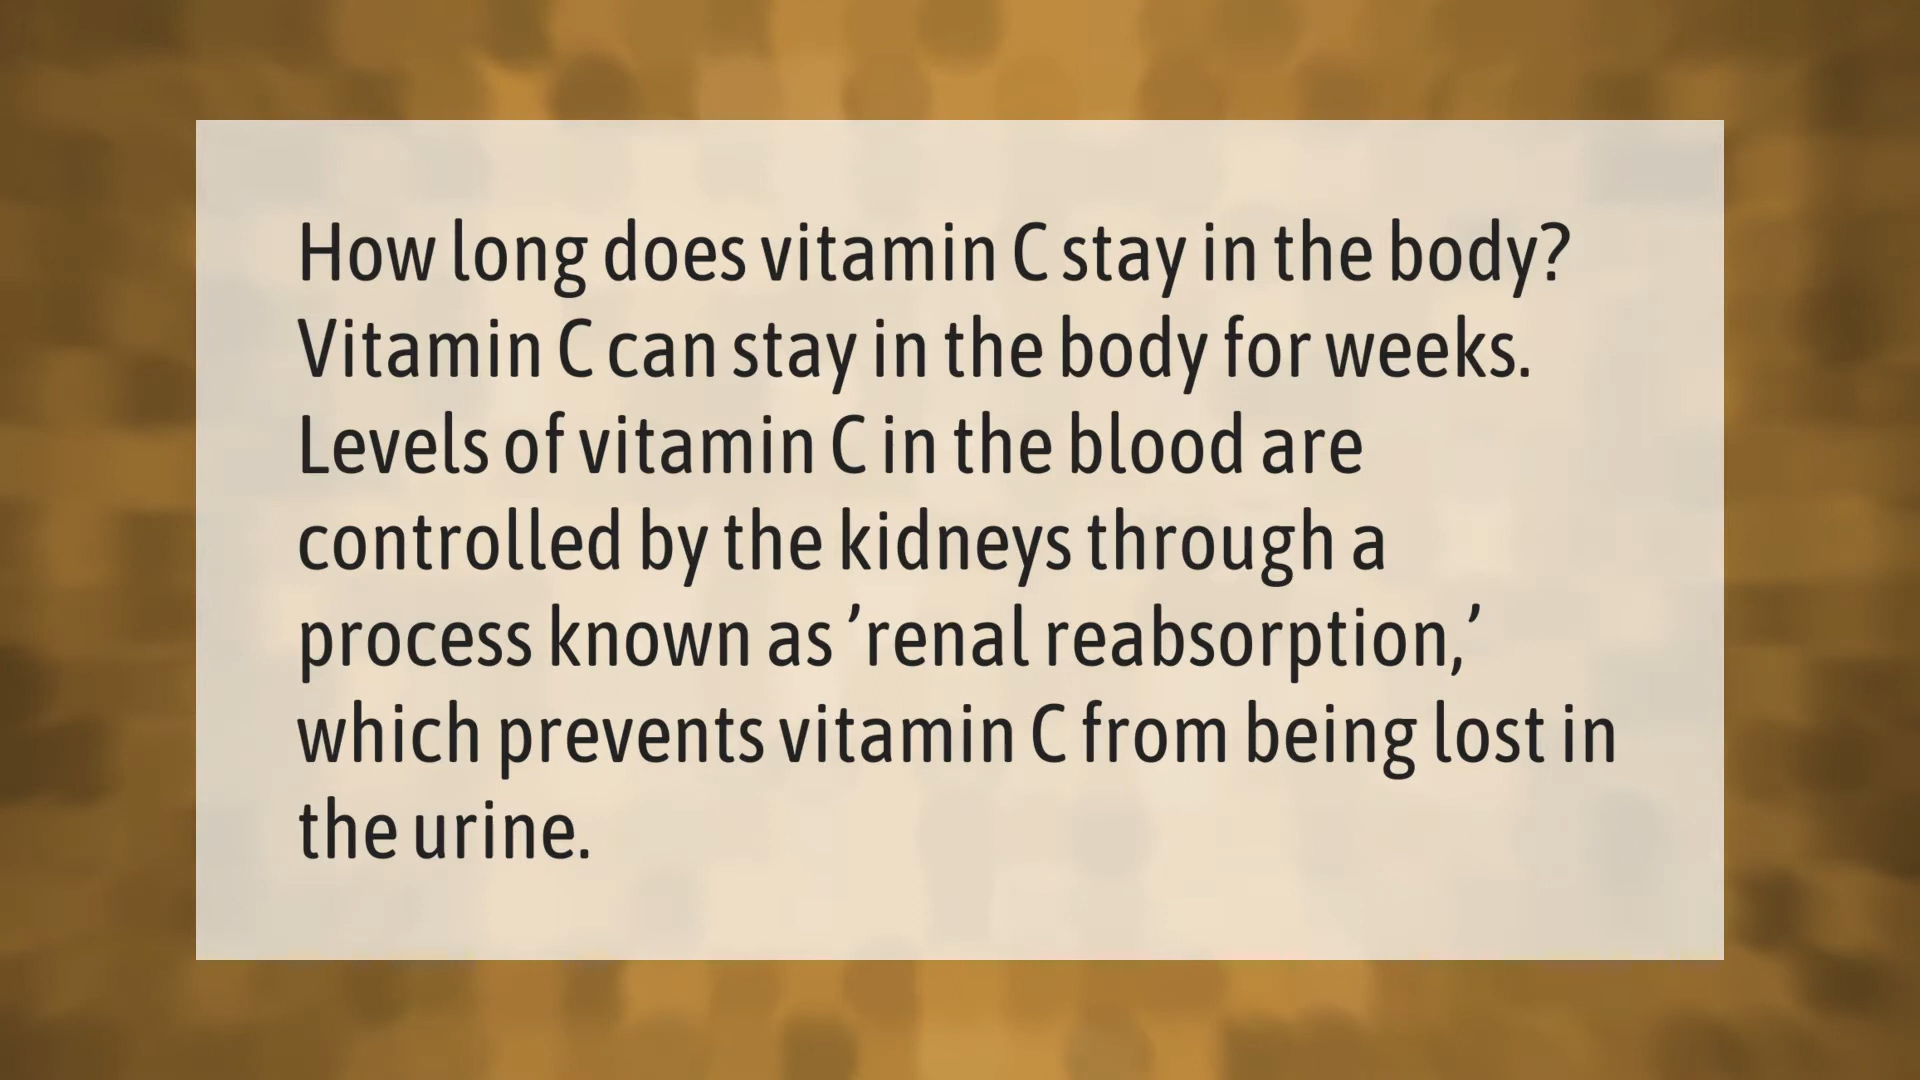 How long does vitamin C stay in the body?
Vitamin C can stay in the body for weeks.
Levels of vitamin C in the blood are
controlled by the kidneys through a
process known as ’renal reabsorption,’
which prevents vitamin C from being lost in
the urine.